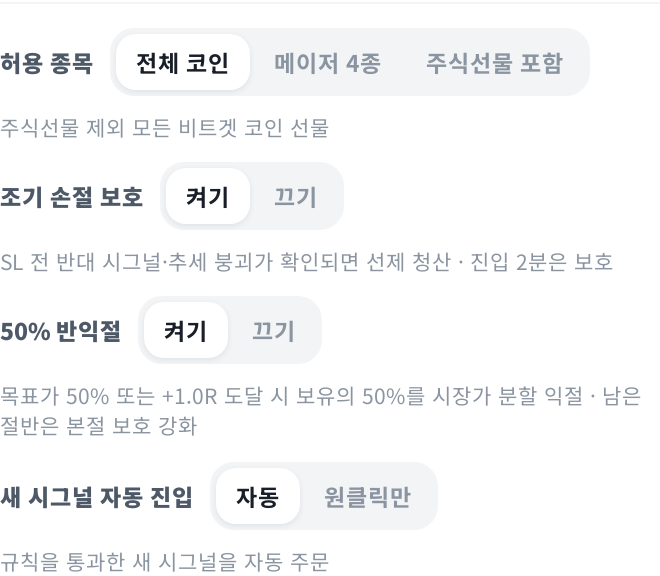 허용 종목 전체 코인 메이저 4종 주식선물 포함
주식선물 제외 모든 비트겟 코인 선물
조기 손절 보호 켜기 끄기
SL 전 반대 시그널·추세 붕괴가 확인되면 선제 청산 · 진입 2분은 보호
50% 반익절 켜기 끄기
목표가 50% 또는 +1.0R 도달 시 보유의 50%를 시장가 분할 익절 · 남은
절반은 본절 보호 강화
새 시그널 자동 진입 자동 원클릭만
규칙을 통과한 새 시그널을 자동 주문